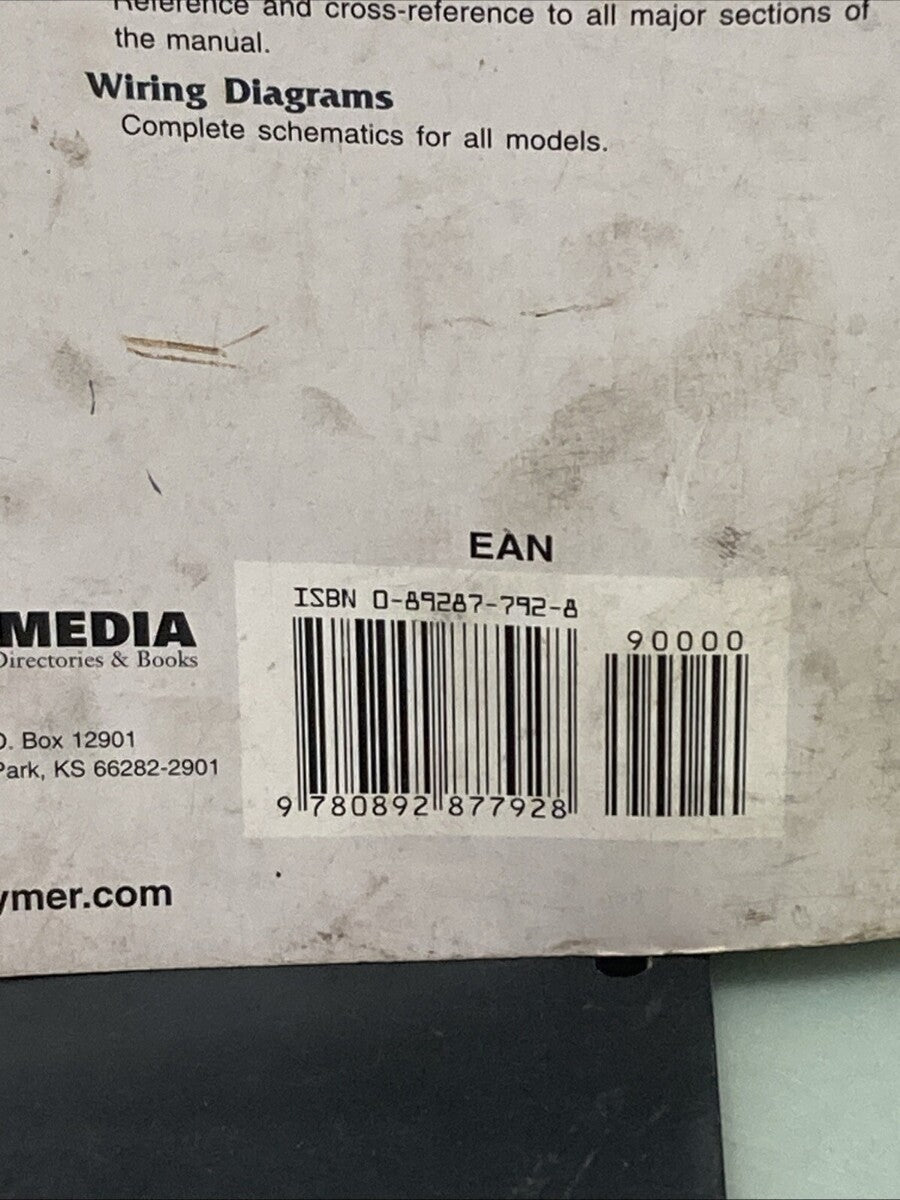 Reference and cross-reference to all major sections of
the manual.
Wiring Diagrams
Complete schematics for all models.
EAN
ISBN 0-89287-792-8
90000
MEDIA
Directories & Books
O. Box 12901
Park, KS 66282-2901
9 780892 877928
ymer.com